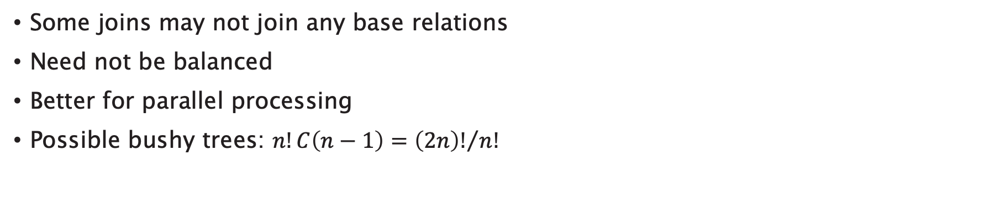 • Some joins may not join any base relations
• Need not be balanced
• Better for parallel processing
• Possible bushy trees: n! C(n − 1) = (2n)!/n!